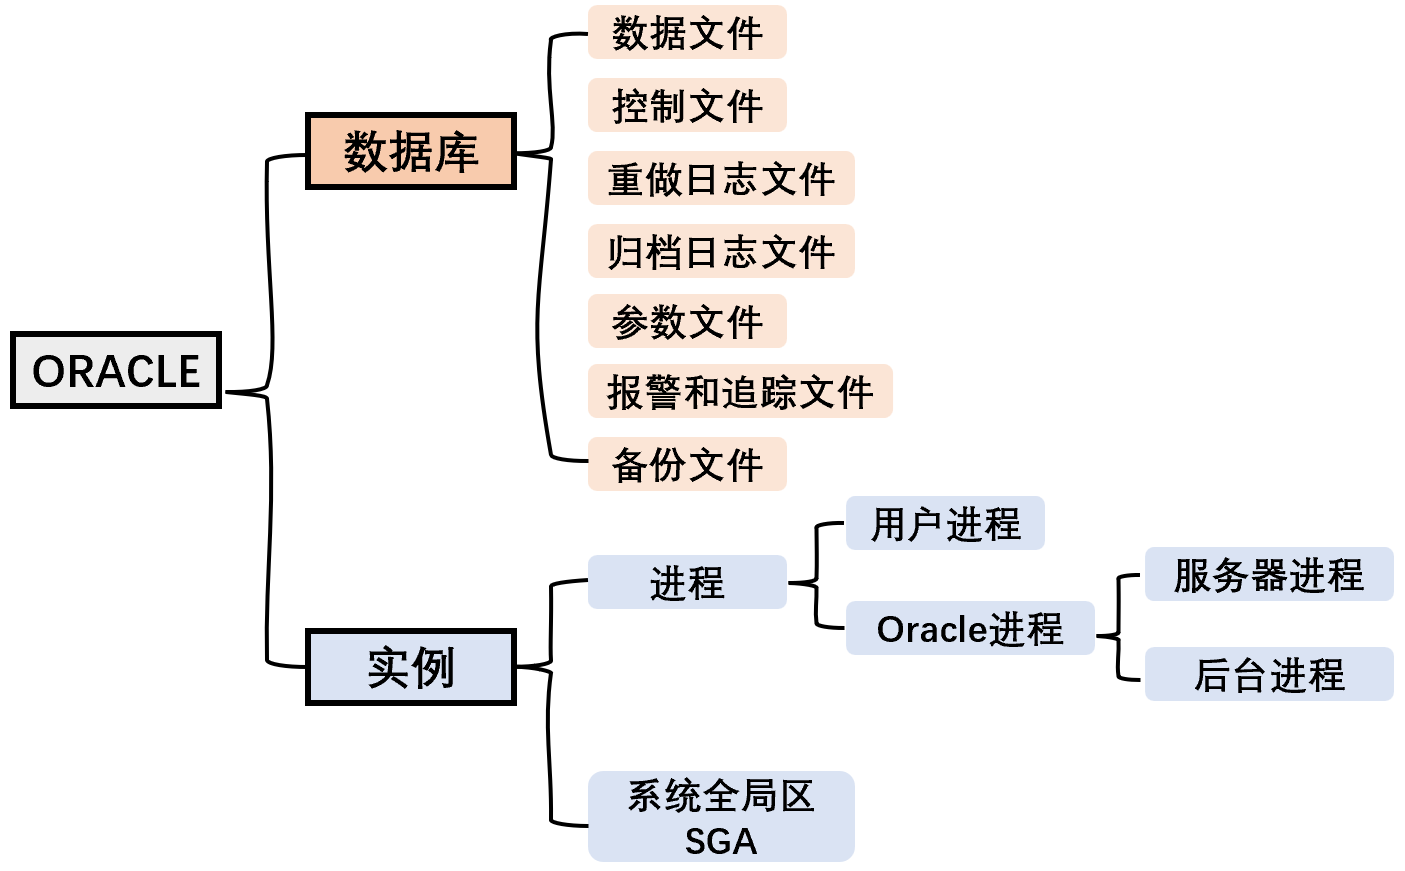 ORACLE
数据库
数据文件
控制文件
重做日志文件
归档日志文件
参数文件
报警和追踪文件
备份文件
实例
进程
用户进程
Oracle进程
服务器进程
后台进程
系统全局区
SGA